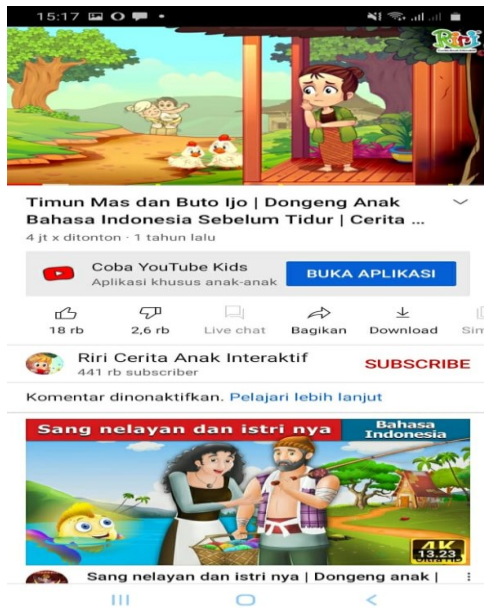 15:17
Riri
Timun Mas dan Buto Ijo | Dongeng Anak
Bahasa Indonesia Sebelum Tidur | Cerita ...
4 jt x ditonton · 1 tahun lalu
Coba YouTube Kids
Aplikasi khusus anak-anak
BUKA APLIKASI
18 rb 2,6 rb Live chat Bagikan Download Sim
Riri Cerita Anak Interaktif
441 rb subscriber
SUBSCRIBE
Komentar dinonaktifkan. Pelajari lebih lanjut
Sang nelayan dan istri nya
Bahasa
Indonesia
4K
13.23
Ultra HD
Sang nelayan dan istri nya | Dongeng anak |